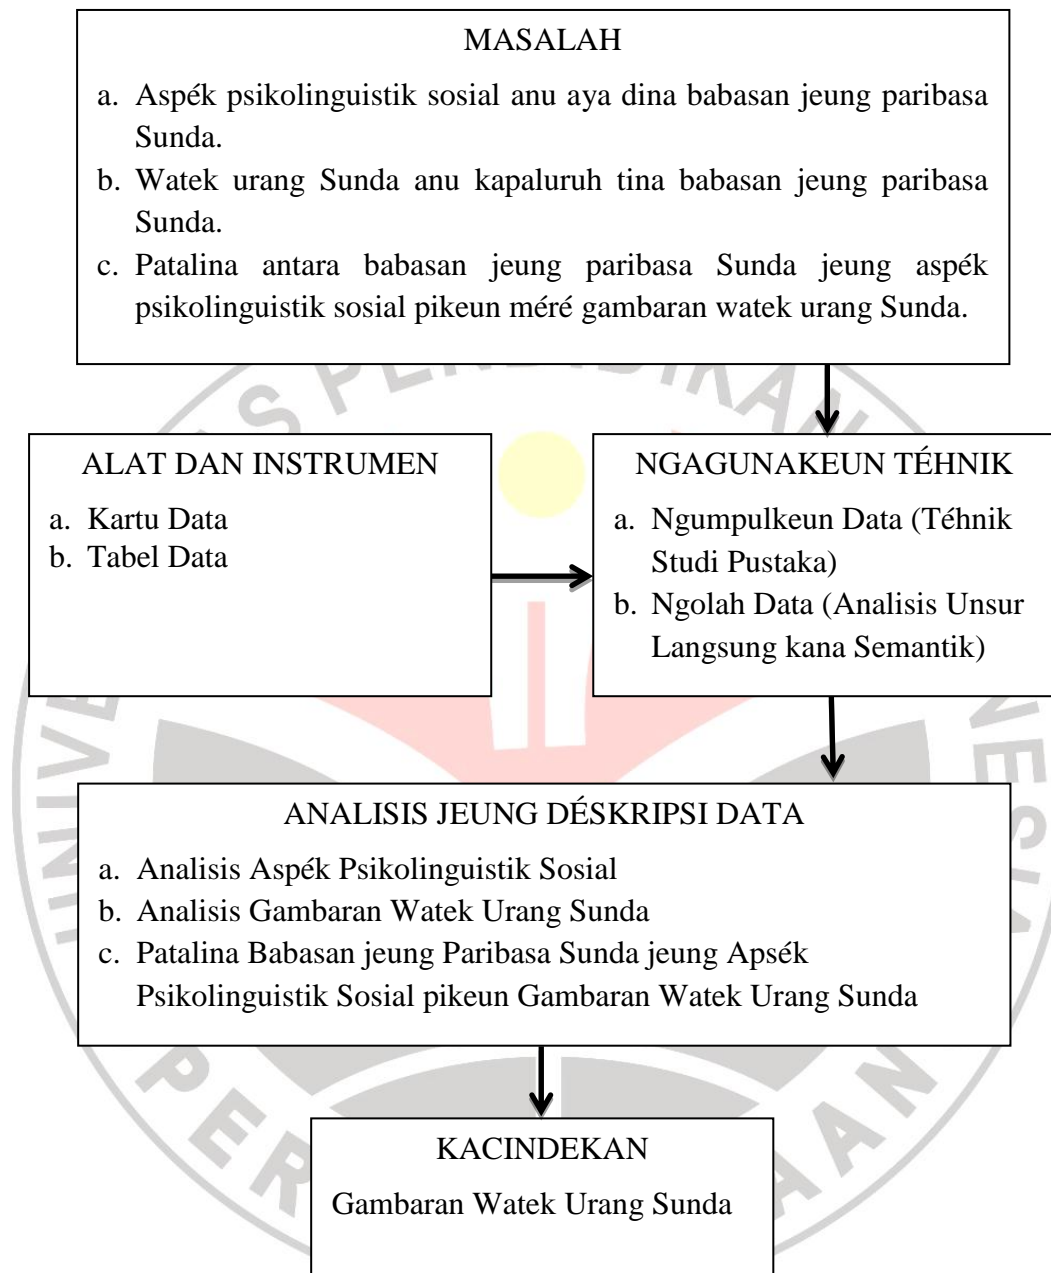 MASALAH
a. Aspék psikolinguistik sosial anu aya dina babasan jeung paribasa
Sunda.
b. Watek urang Sunda anu kapaluruh tina babasan jeung paribasa
Sunda.
c. Patalina antara babasan jeung paribasa Sunda jeung aspék
psikolinguistik sosial pikeun méré gambaran watek urang Sunda.
ALAT DAN INSTRUMEN
a. Kartu Data
b. Tabel Data
NGAGUNAKEUN TÉHNIK
a. Ngumpulkeun Data (Téhnik
Studi Pustaka)
b. Ngolah Data (Analisis Unsur
Langsung kana Semantik)
ANALISIS JEUNG DÉSKRIPSI DATA
a. Analisis Aspék Psikolinguistik Sosial
b. Analisis Gambaran Watek Urang Sunda
c. Patalina Babasan jeung Paribasa Sunda jeung Apsék
Psikolinguistik Sosial pikeun Gambaran Watek Urang Sunda
KACINDEKAN
Gambaran Watek Urang Sunda